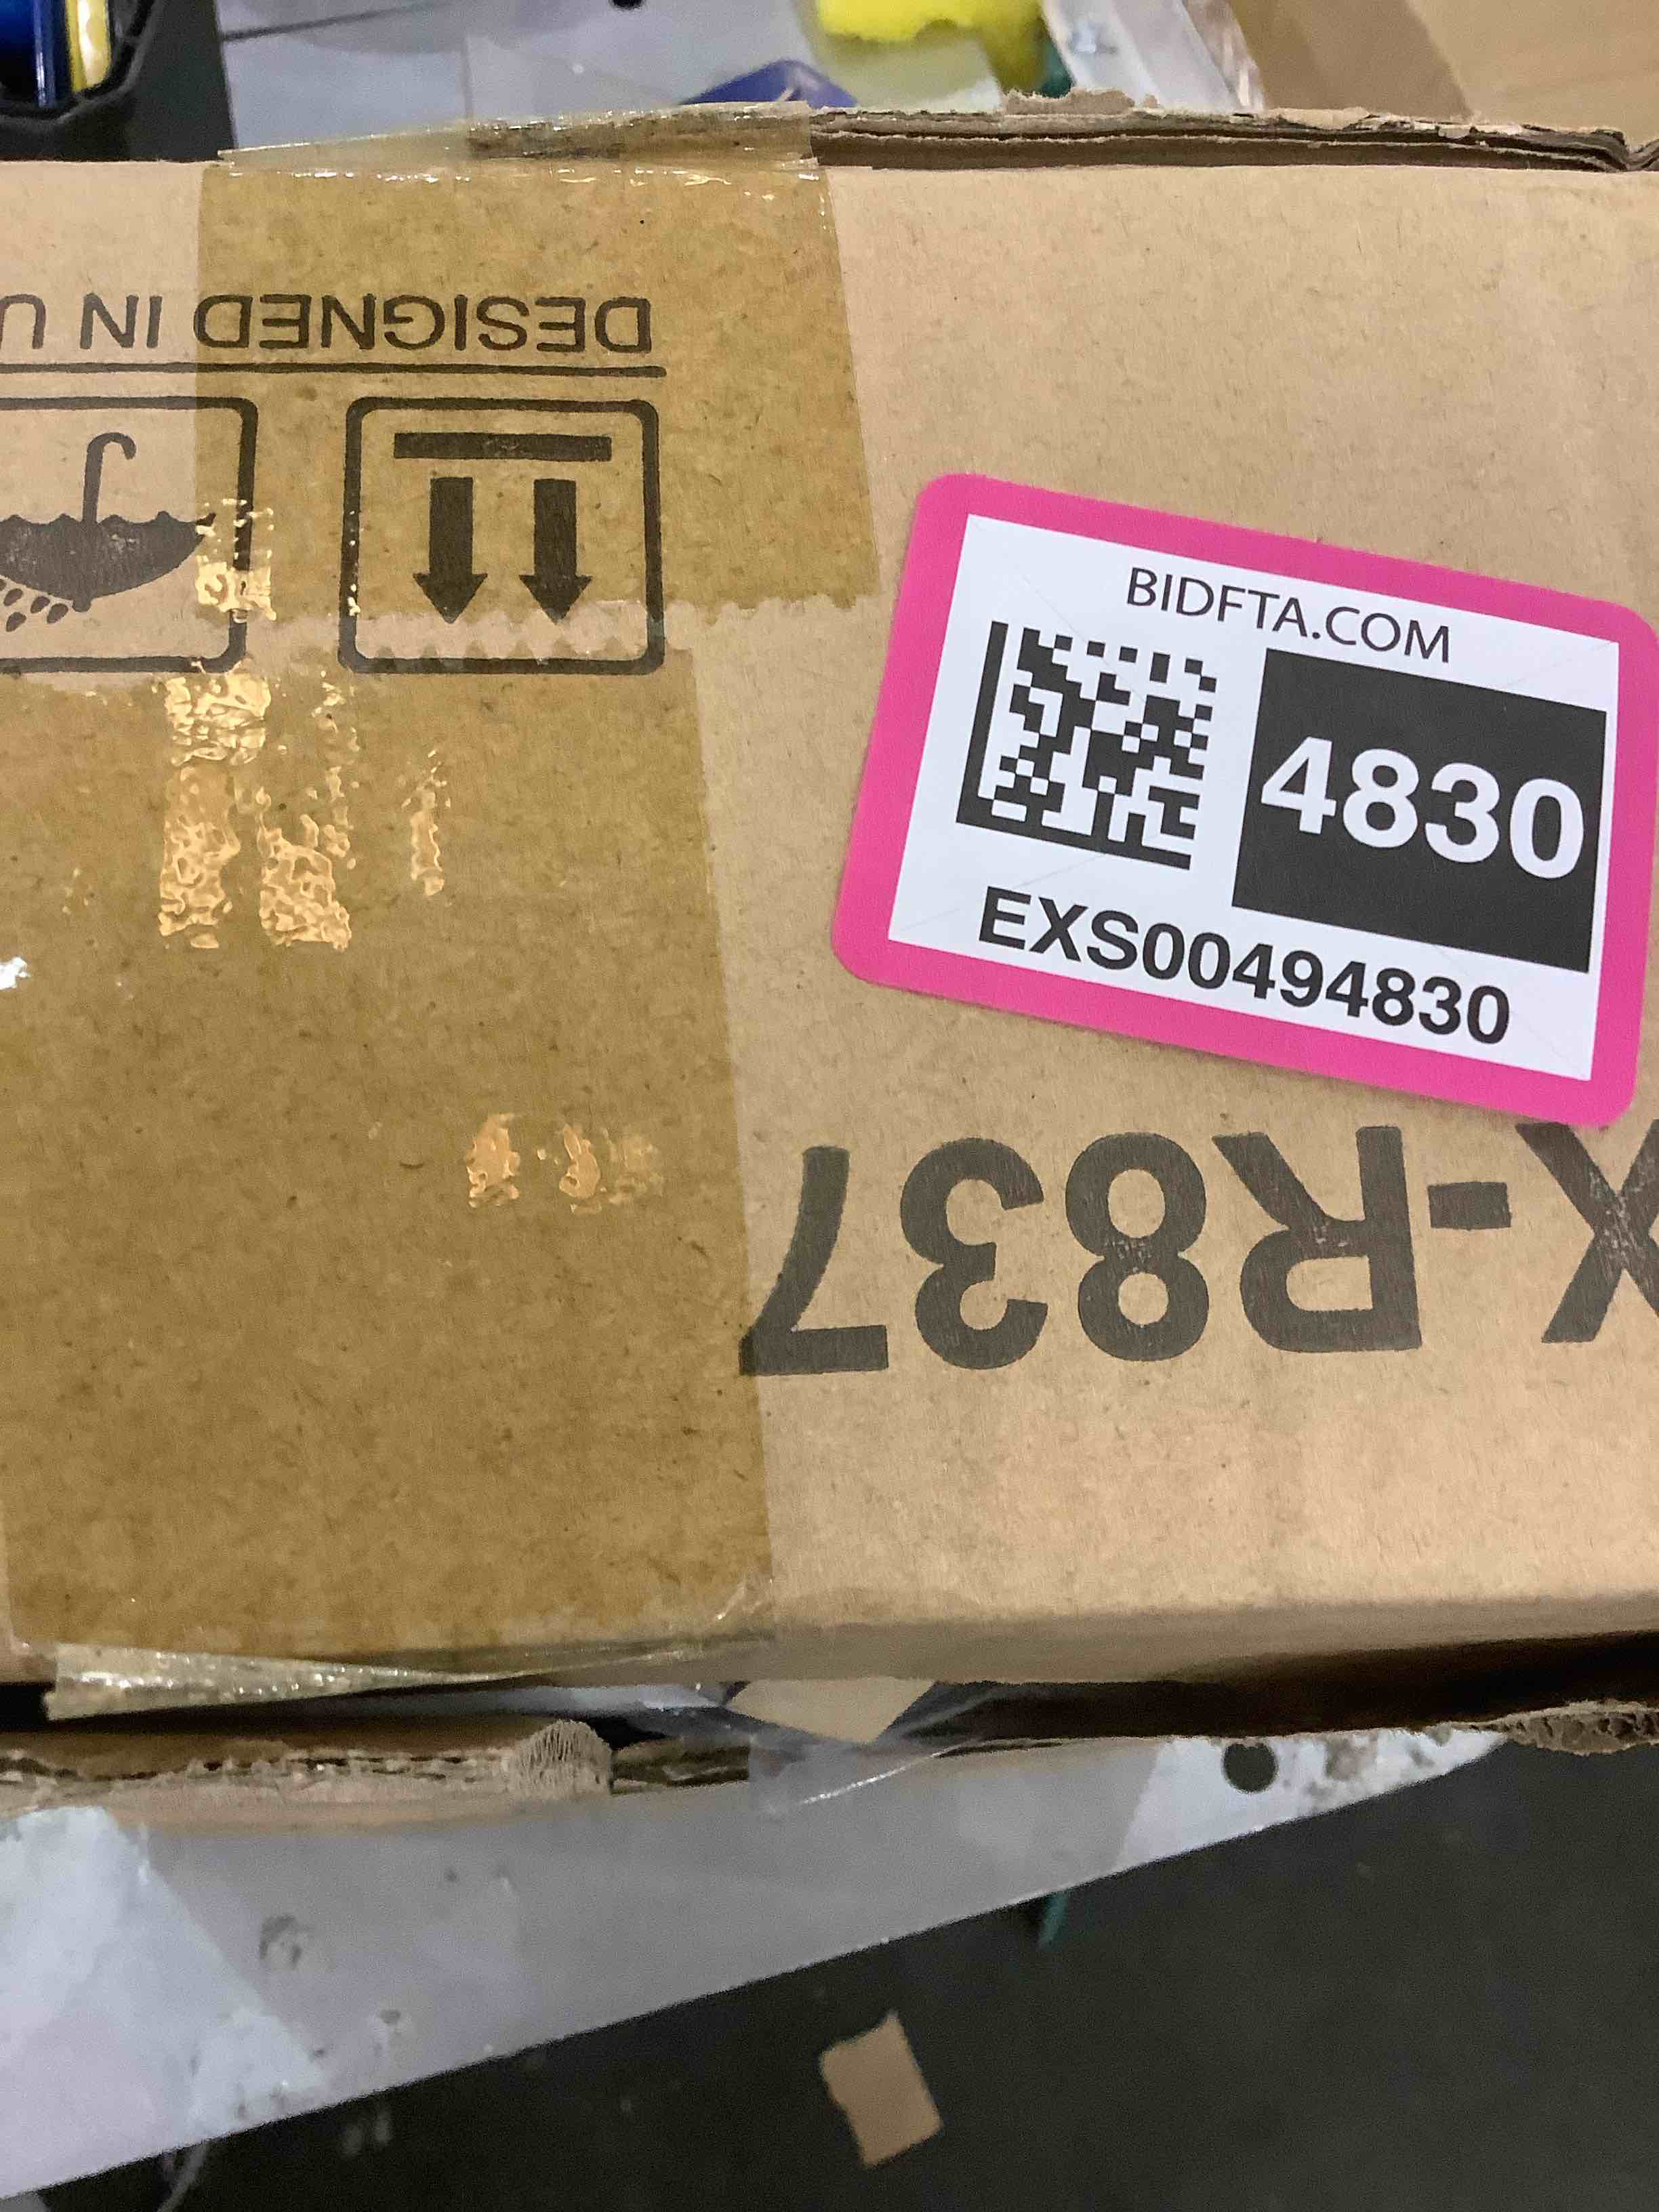 DESIGNED IN U
BIDFTA.COM
4830
EXS00494830
X-R837